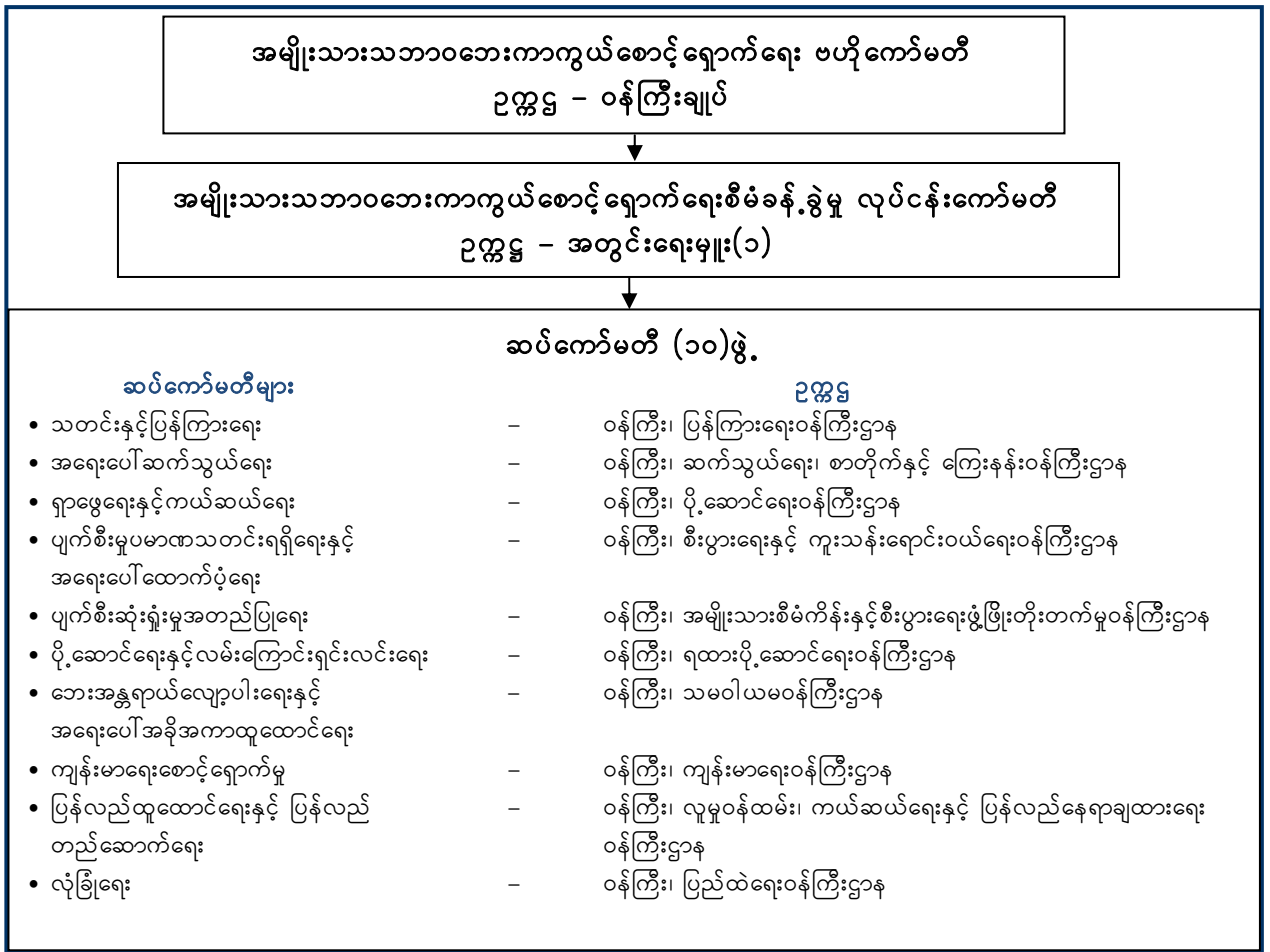 အမျိုးသားသဘာဝဘေးကာကွယ်စောင့်ရှောက်ရေး ဗဟိုကော်မတီ
ဥက္ကဌ – ဝန်ကြီးချုပ်
အမျိုးသားသဘာဝဘေးကာကွယ်စောင့်ရှောက်ရေးစီမံခန့်ခွဲမှု လုပ်ငန်းကော်မတီ
ဥက္ကဋ္ဌ – အတွင်းရေးမှူး(၁)
ဆပ်ကော်မတီ (၁၀)ဖွဲ့
ဆပ်ကော်မတီများ ဥက္ကဌ
• သတင်းနှင့်ပြန်ကြားရေး – ဝန်ကြီး၊ ပြန်ကြားရေးဝန်ကြီးဌာန
• အရေးပေါ်ဆက်သွယ်ရေး – ဝန်ကြီး၊ ဆက်သွယ်ရေး၊ စာတိုက်နှင့် ကြေးနန်းဝန်ကြီးဌာန
• ရှာဖွေရေးနှင့်ကယ်ဆယ်ရေး – ဝန်ကြီး၊ ပို့ဆောင်ရေးဝန်ကြီးဌာန
• ပျက်စီးမှုပမာဏသတင်းရရှိရေးနှင့် – ဝန်ကြီး၊ စီးပွားရေးနှင့် ကူးသန်းရောင်းဝယ်ရေးဝန်ကြီးဌာန
အရေးပေါ်ထောက်ပံ့ရေး
• ပျက်စီးဆုံးရှုံးမှုအတည်ပြုရေး – ဝန်ကြီး၊ အမျိုးသားစီမံကိန်းနှင့်စီးပွားရေးဖွံ့ဖြိုးတိုးတက်မှုဝန်ကြီးဌာန
• ပို့ဆောင်ရေးနှင့်လမ်းကြောင်းရှင်းလင်းရေး – ဝန်ကြီး၊ ရထားပို့ဆောင်ရေးဝန်ကြီးဌာန
• ဘေးအန္တရာယ်လျော့ပါးရေးနှင့် – ဝန်ကြီး၊ သမဝါယမဝန်ကြီးဌာန
အရေးပေါ်အခိုအကာထူထောင်ရေး
• ကျန်းမာရေးစောင့်ရှောက်မှု – ဝန်ကြီး၊ ကျန်းမာရေးဝန်ကြီးဌာန
• ပြန်လည်ထူထောင်ရေးနှင့် ပြန်လည် – ဝန်ကြီး၊ လူမှုဝန်ထမ်း၊ ကယ်ဆယ်ရေးနှင့် ပြန်လည်နေရာချထားရေး
တည်ဆောက်ရေး ဝန်ကြီးဌာန
• လုံခြုံရေး – ဝန်ကြီး၊ ပြည်ထဲရေးဝန်ကြီးဌာန